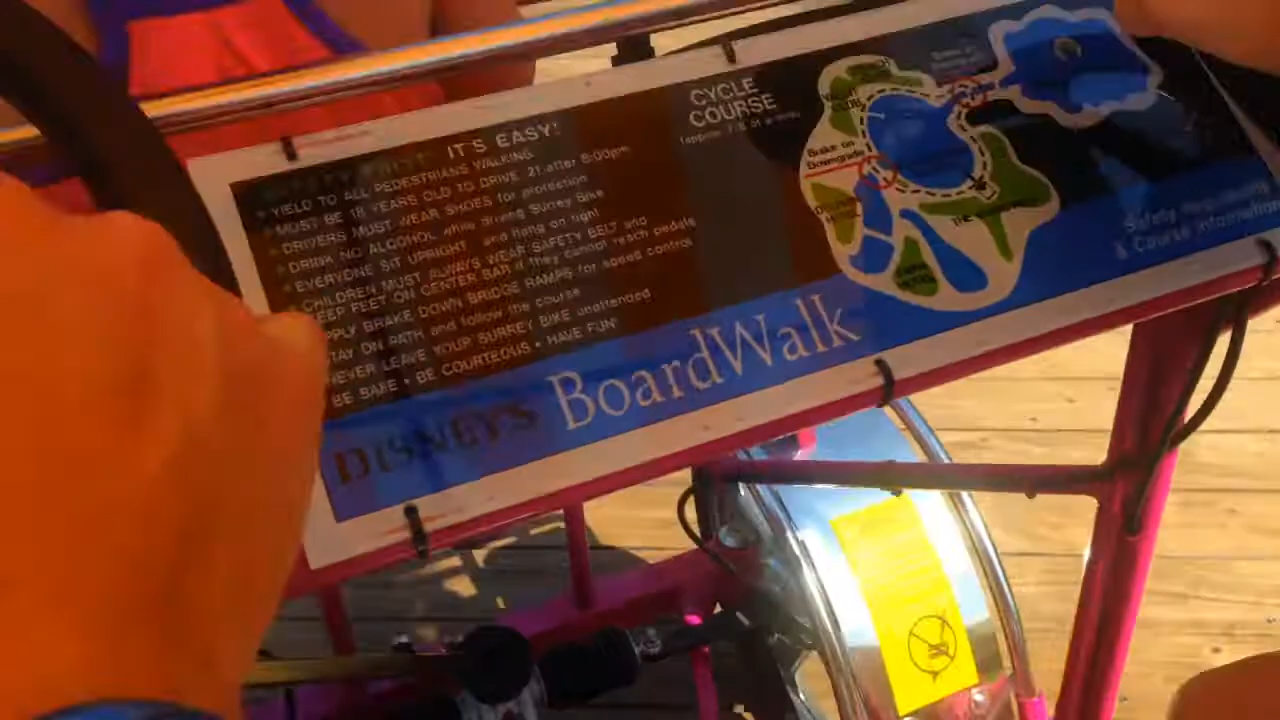 IT'S EASY!
YIELD TO ALL PEDESTRIANS WALKING
MUST BE 18 YEARS OLD TO DRIVE 21 after 8:00pm
DRIVERS MUST WEAR SHOES for protection
DRINK NO ALCOHOL while driving Surrey Bike
EVERYONE SIT UPRIGHT and hang on tight
CHILDREN MUST ALWAYS WEAR SAFETY BELT and
KEEP FEET ON CENTER BAR if they cannot reach pedals
APPLY BRAKE DOWN BRIDGE RAMPS for speed control
STAY ON PATH and follow the course
NEVER LEAVE YOUR SURREY BIKE unattended
BE SAFE • BE COURTEOUS • HAVE FUN!
CYCLE
COURSE
Brake on
Downgrade
Safety Requirements
& Course Information
DISNEY'S BoardWalk